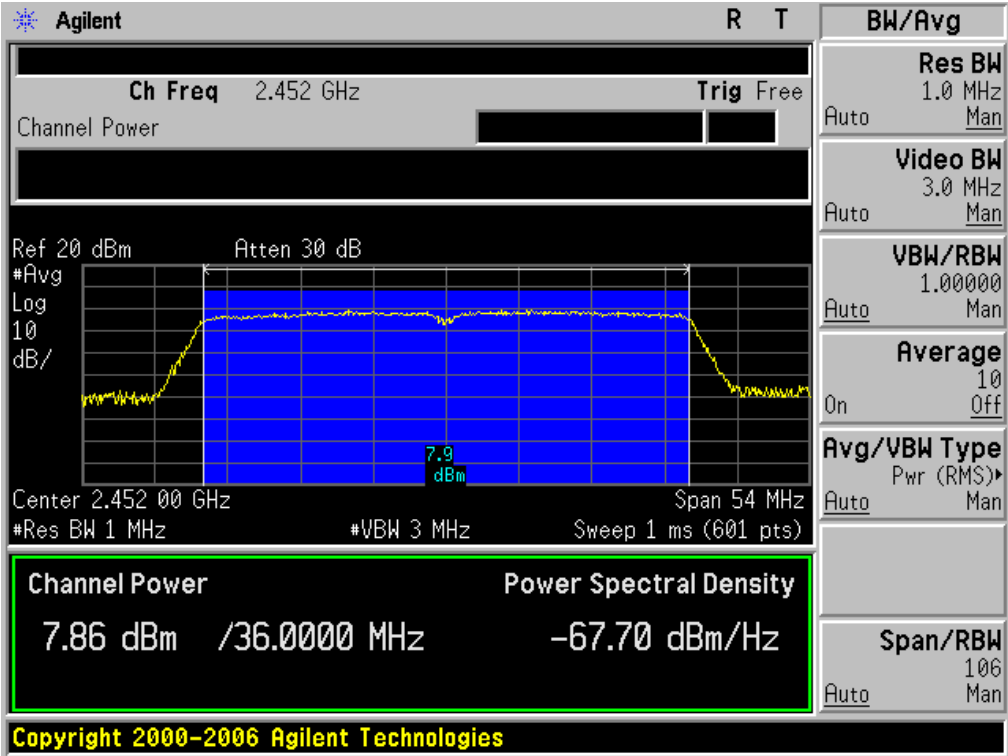 Agilent R T
Ch Freq 2.452 GHz Trig Free
Channel Power
Ref 20 dBm Atten 30 dB
#Avg
Log
10
dB/
7.9
dBm
Center 2.452 00 GHz Span 54 MHz
#Res BW 1 MHz #VBW 3 MHz Sweep 1 ms (601 pts)
Channel Power Power Spectral Density
7.86 dBm /36.0000 MHz -67.70 dBm/Hz
Copyright 2000-2006 Agilent Technologies
BW/Avg
Res BW
1.0 MHz
Auto Man
Video BW
3.0 MHz
Auto Man
VBW/RBW
1.00000
Auto Man
Average
10
On Off
Avg/VBW Type
Pwr (RMS)▸
Auto Man
Span/RBW
106
Auto Man